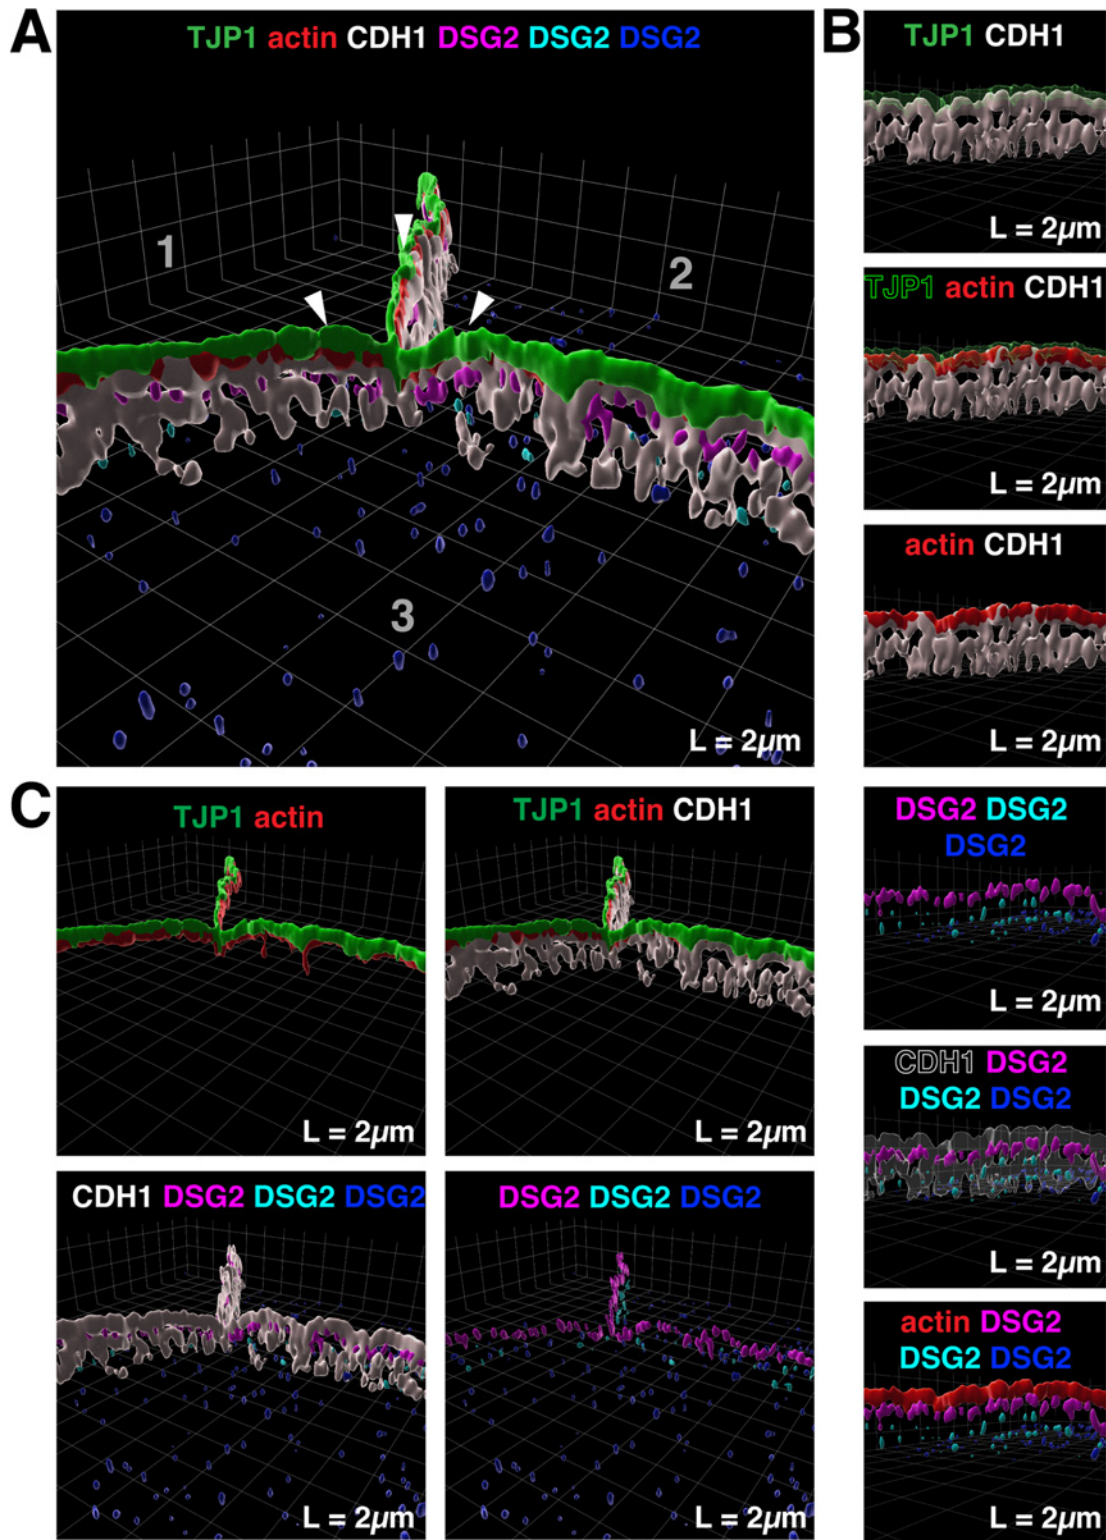 A
TJP1 actin CDH1 DSG2 DSG2 DSG2
1
2
3
L = 2µm
B
TJP1 CDH1
L = 2µm
TJP1 actin CDH1
L = 2µm
actin CDH1
L = 2µm
DSG2 DSG2
DSG2
L = 2µm
CDH1 DSG2
DSG2 DSG2
L = 2µm
actin DSG2
DSG2 DSG2
L = 2µm
C
TJP1 actin
L = 2µm
TJP1 actin CDH1
L = 2µm
CDH1 DSG2 DSG2 DSG2
L = 2µm
DSG2 DSG2 DSG2
L = 2µm